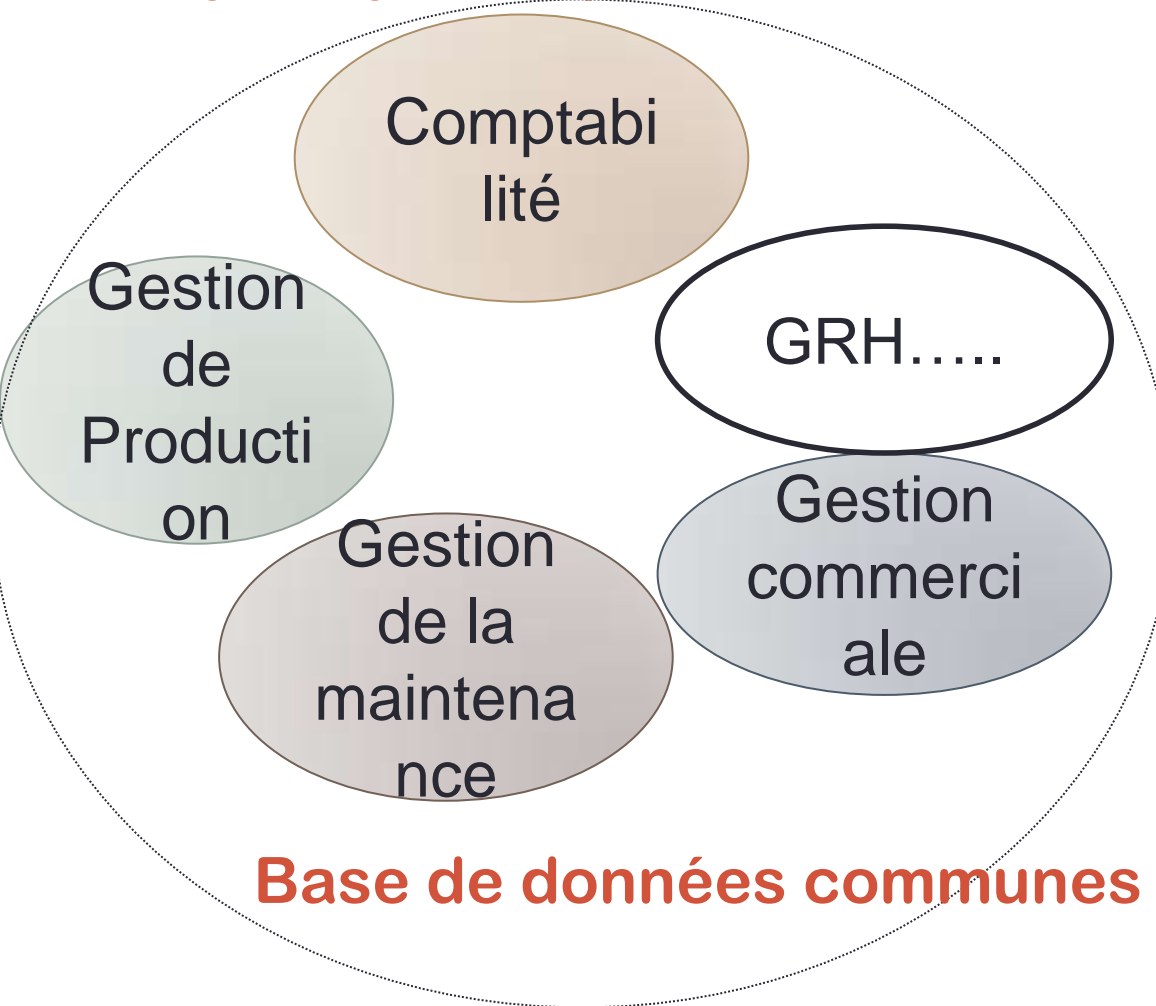 Comptabi
lité
GRH…..
Gestion
de
Producti
on
Gestion
commerci
ale
Gestion
de la
maintena
nce
Base de données communes